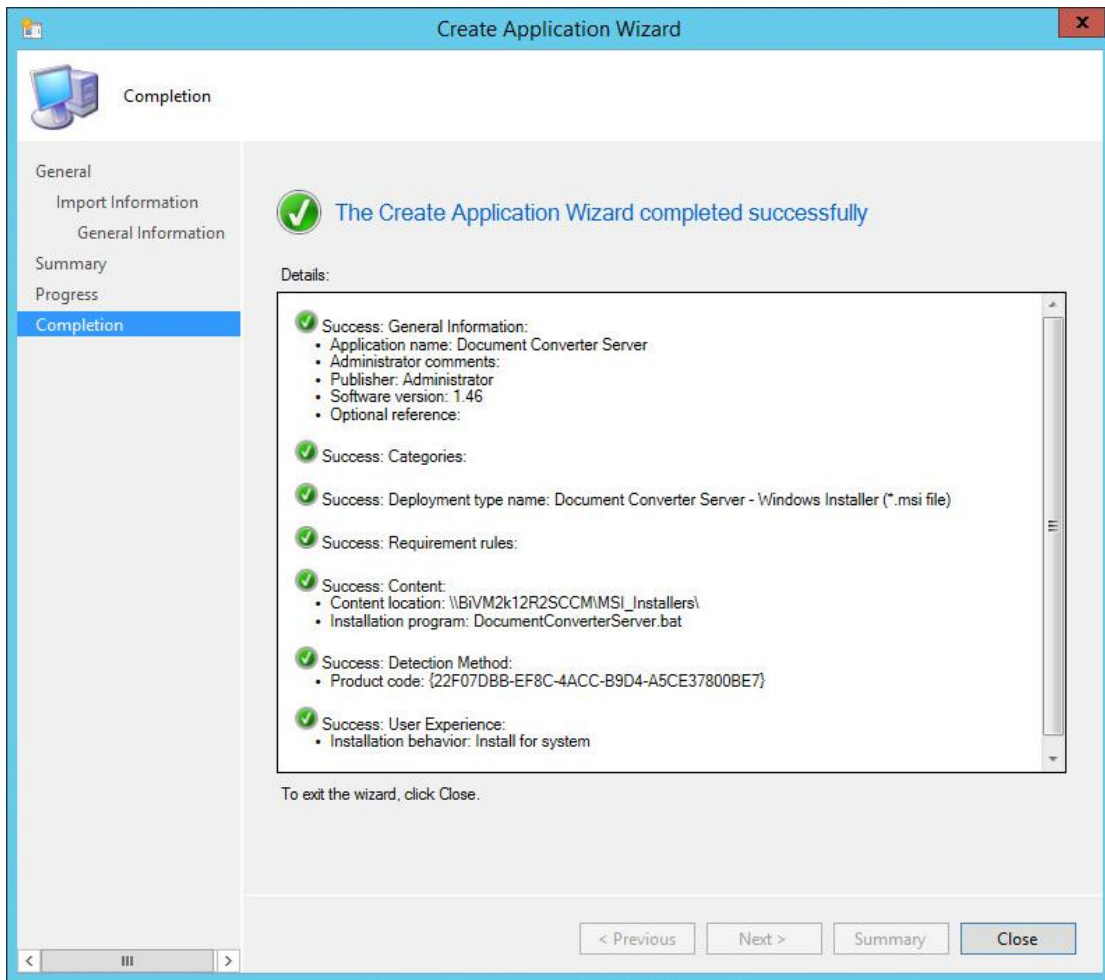 Create Application Wizard
x
Completion
General
Import Information
General Information
Summary
Progress
Completion
The Create Application Wizard completed successfully
Details:
Success: General Information:
• Application name: Document Converter Server
• Administrator comments:
• Publisher: Administrator
• Software version: 1.46
• Optional reference:
Success: Categories:
Success: Deployment type name: Document Converter Server - Windows Installer (*.msi file)
Success: Requirement rules:
Success: Content:
• Content location: \\BiVM2k12R2SCCM\MSI_Installers\
• Installation program: DocumentConverterServer.bat
Success: Detection Method:
• Product code: {22F07DBB-EF8C-4ACC-B9D4-A5CE37800BE7}
Success: User Experience:
• Installation behavior: Install for system
To exit the wizard, click Close.
< Previous
Next >
Summary
Close